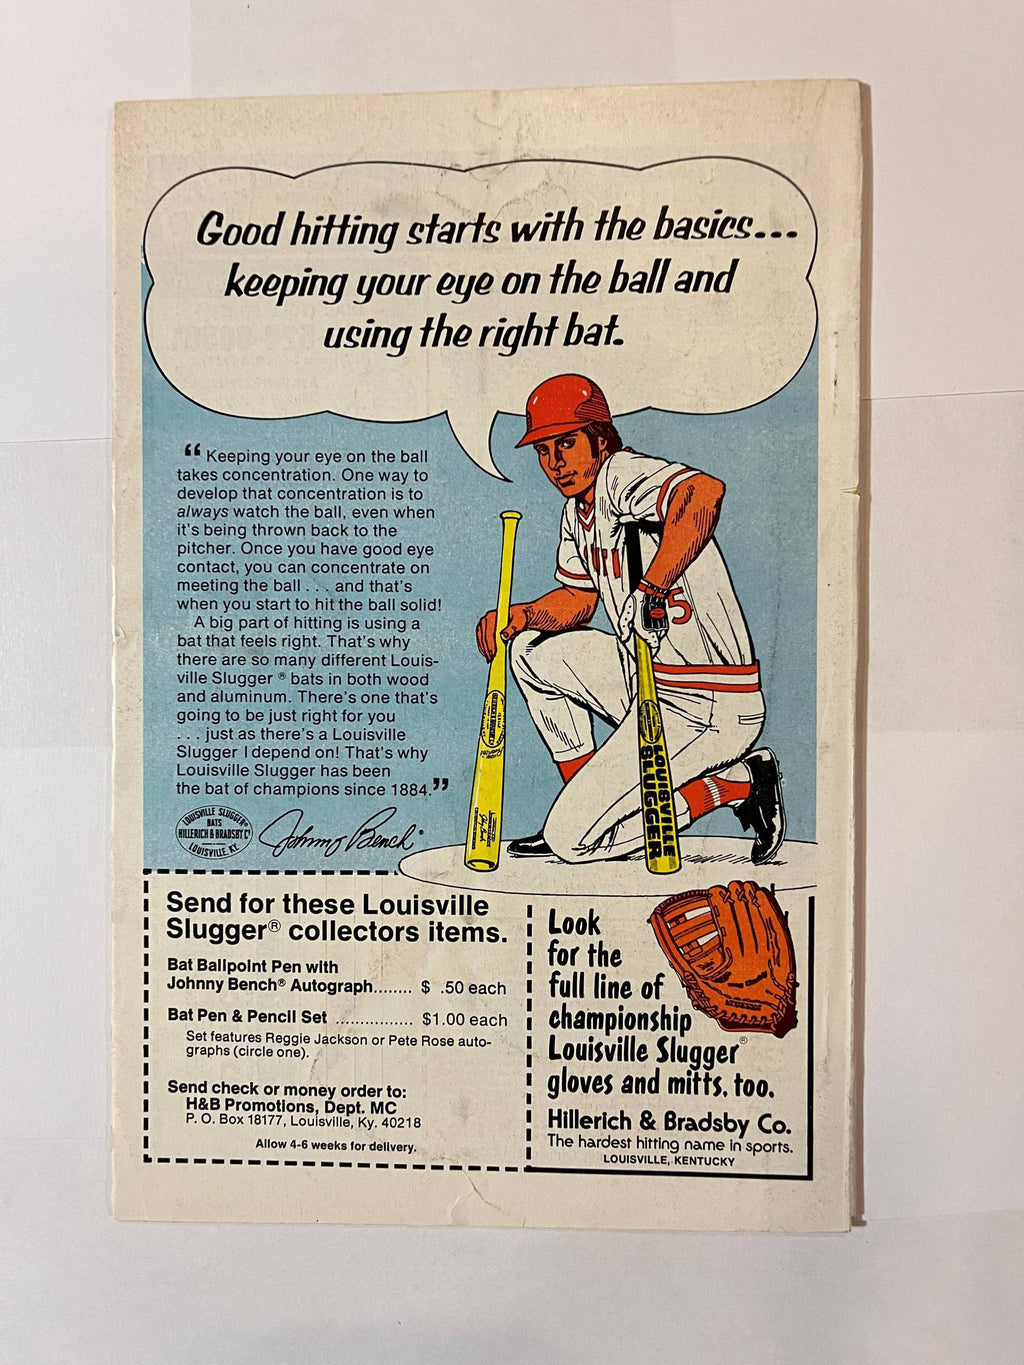 Good hitting starts with the basics...
keeping your eye on the ball and
using the right bat.
“ Keeping your eye on the ball
takes concentration. One way to
develop that concentration is to
always watch the ball, even when
it's being thrown back to the
pitcher. Once you have good eye
contact, you can concentrate on
meeting the ball . . . and that's
when you start to hit the ball solid!
A big part of hitting is using a
bat that feels right. That's why
there are so many different Louis-
ville Slugger ® bats in both wood
and aluminum. There's one that's
going to be just right for you
. . . just as there's a Louisville
Slugger I depend on! That's why
Louisville Slugger has been
the bat of champions since 1884.”
LOUISVILLE SLUGGER®
BATS
HILLERICH & BRADSBY Co
LOUISVILLE, KY.
Johnny Bench®
5
LOUISVILLE
SLUGGER
Send for these Louisville
Slugger® collectors items.
Bat Ballpoint Pen with
Johnny Bench® Autograph........ $ .50 each
Bat Pen & Pencil Set ................ $1.00 each
Set features Reggie Jackson or Pete Rose auto-
graphs (circle one).
Send check or money order to:
H&B Promotions, Dept. MC
P. O. Box 18177, Louisville, Ky. 40218
Allow 4-6 weeks for delivery.
Look
for the
full line of
championship
Louisville Slugger®
gloves and mitts, too.
Hillerich & Bradsby Co.
The hardest hitting name in sports.
LOUISVILLE, KENTUCKY